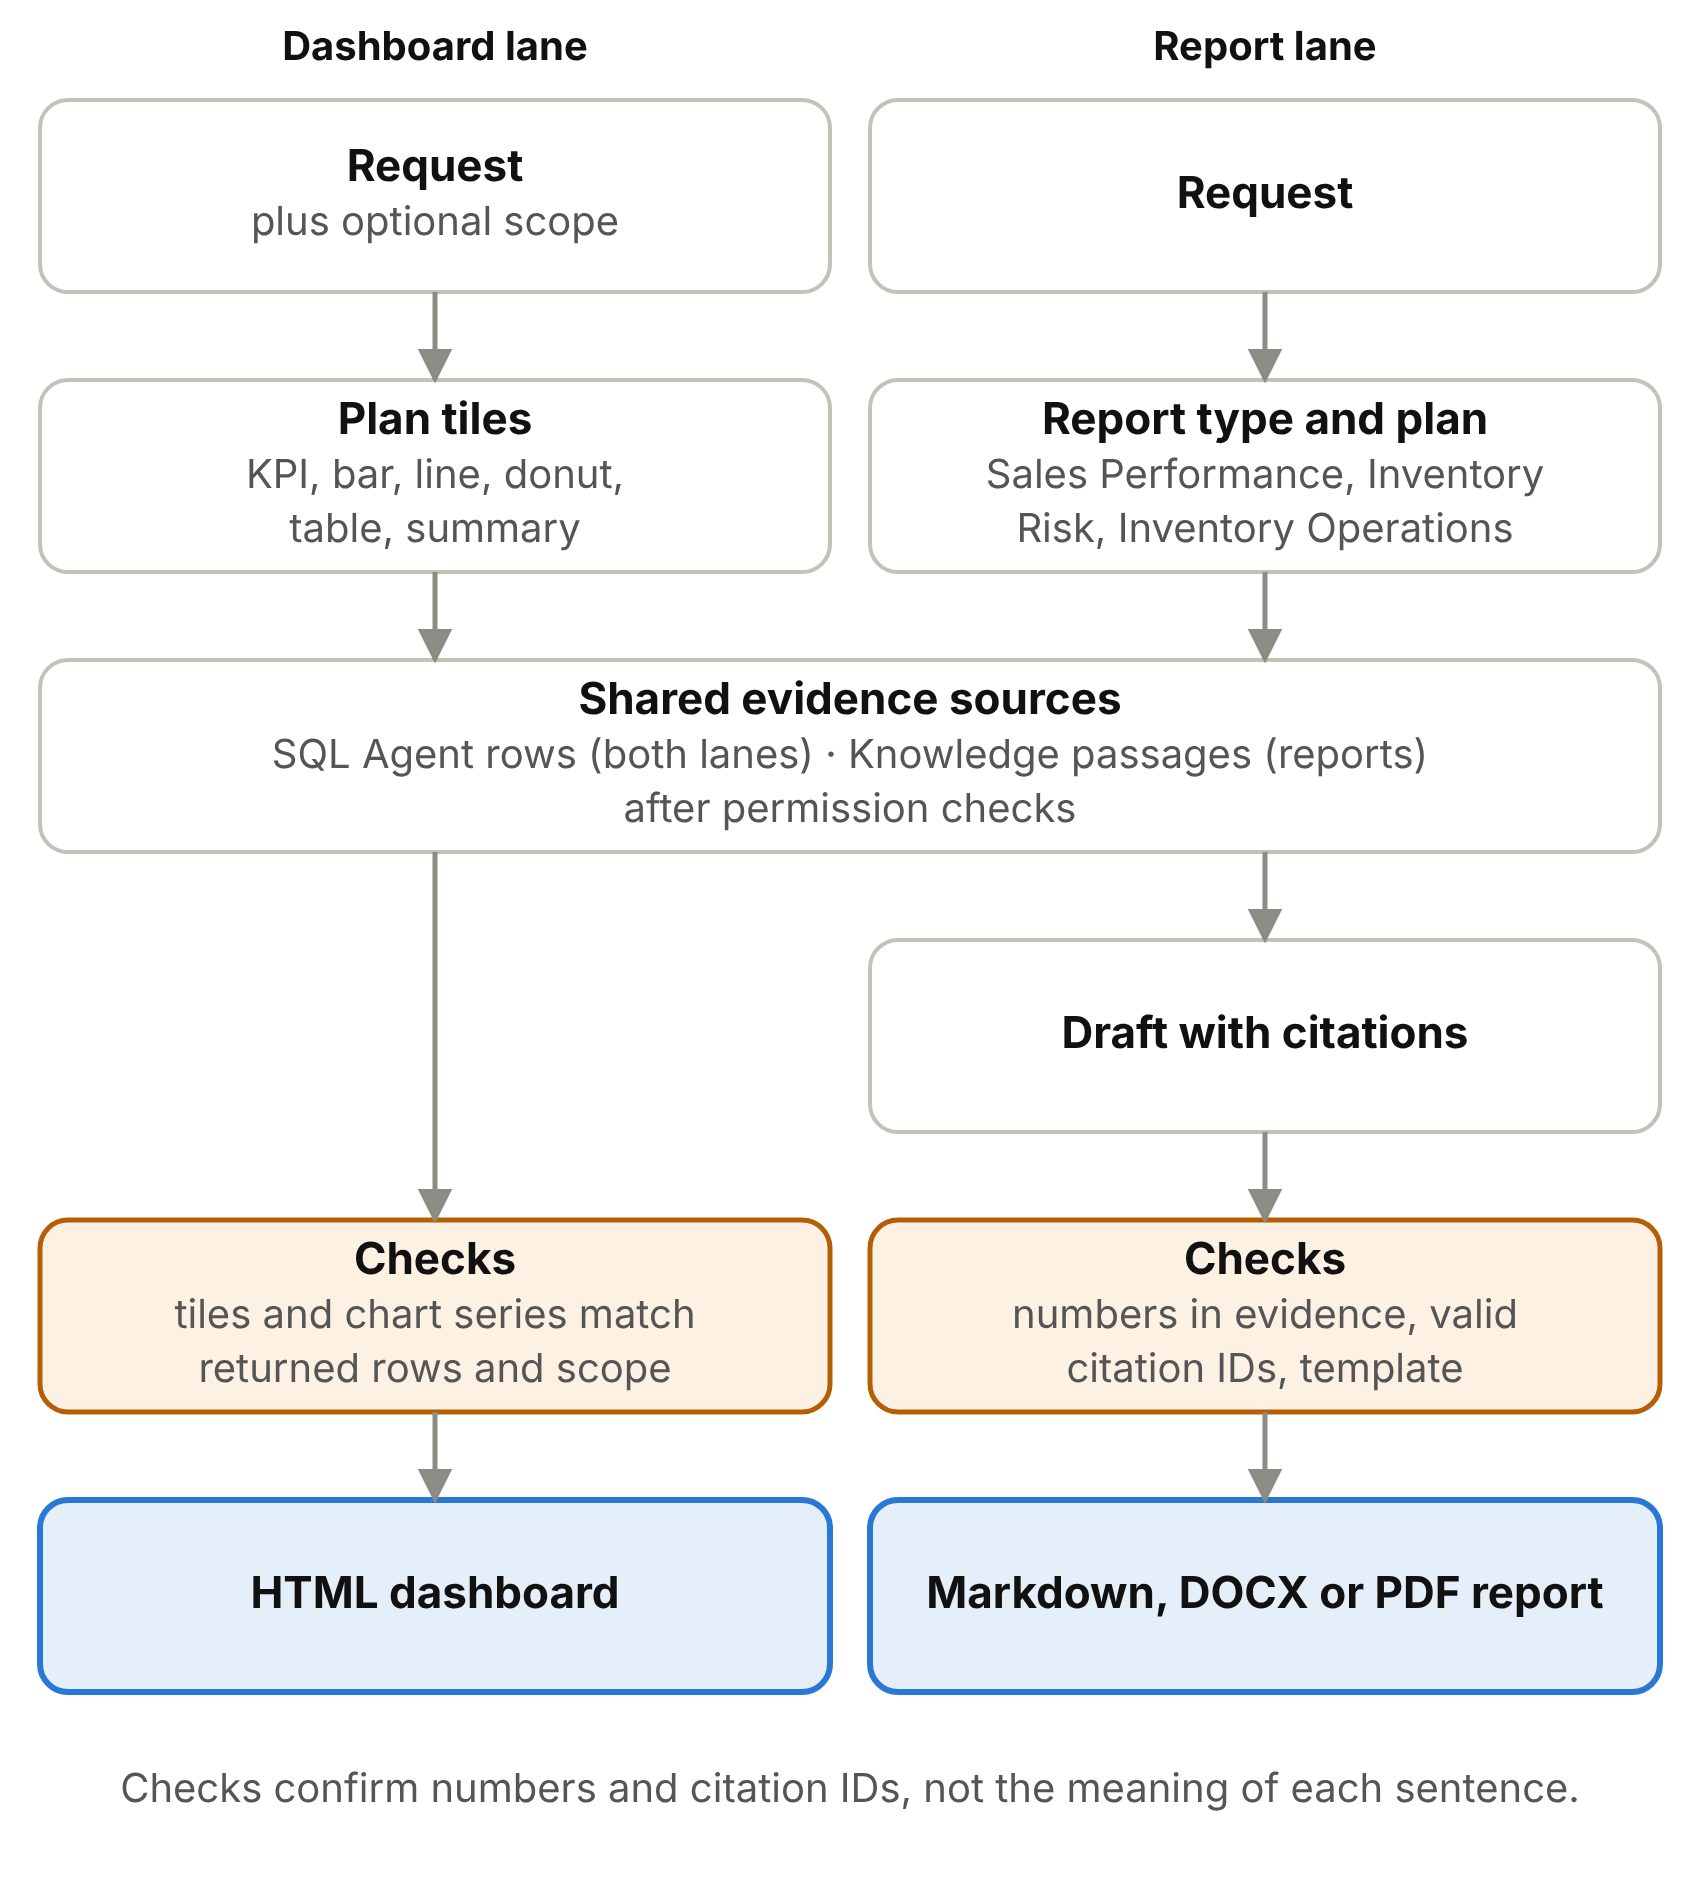 Dashboard lane
Report lane
Request
plus optional scope
Request
Plan tiles
KPI, bar, line, donut,
table, summary
Report type and plan
Sales Performance, Inventory
Risk, Inventory Operations
Shared evidence sources
SQL Agent rows (both lanes) · Knowledge passages (reports)
after permission checks
Draft with citations
Checks
tiles and chart series match
returned rows and scope
Checks
numbers in evidence, valid
citation IDs, template
HTML dashboard
Markdown, DOCX or PDF report
Checks confirm numbers and citation IDs, not the meaning of each sentence.